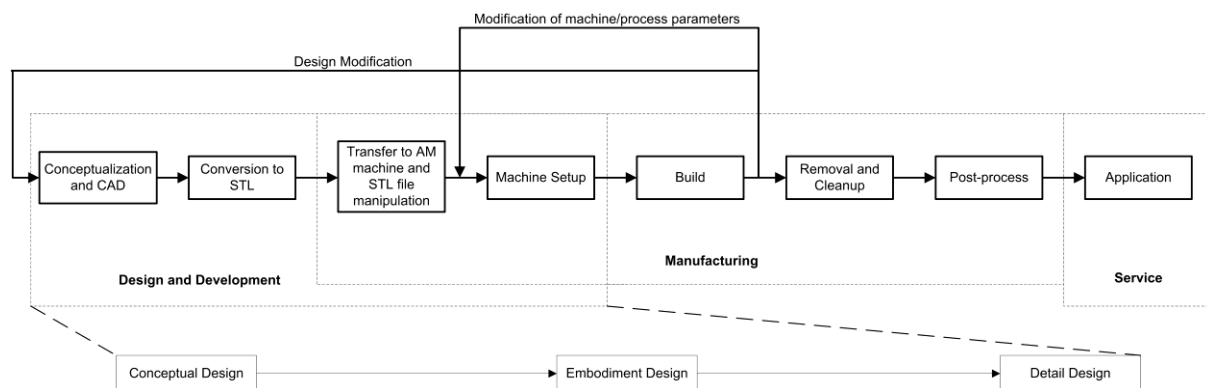 Modification of machine/process parameters
Design Modification
Conceptualization
and CAD
Conversion to
STL
Transfer to AM
machine and
STL file
manipulation
Machine Setup
Build
Removal and
Cleanup
Post-process
Application
Design and Development
Manufacturing
Service
Conceptual Design
Embodiment Design
Detail Design